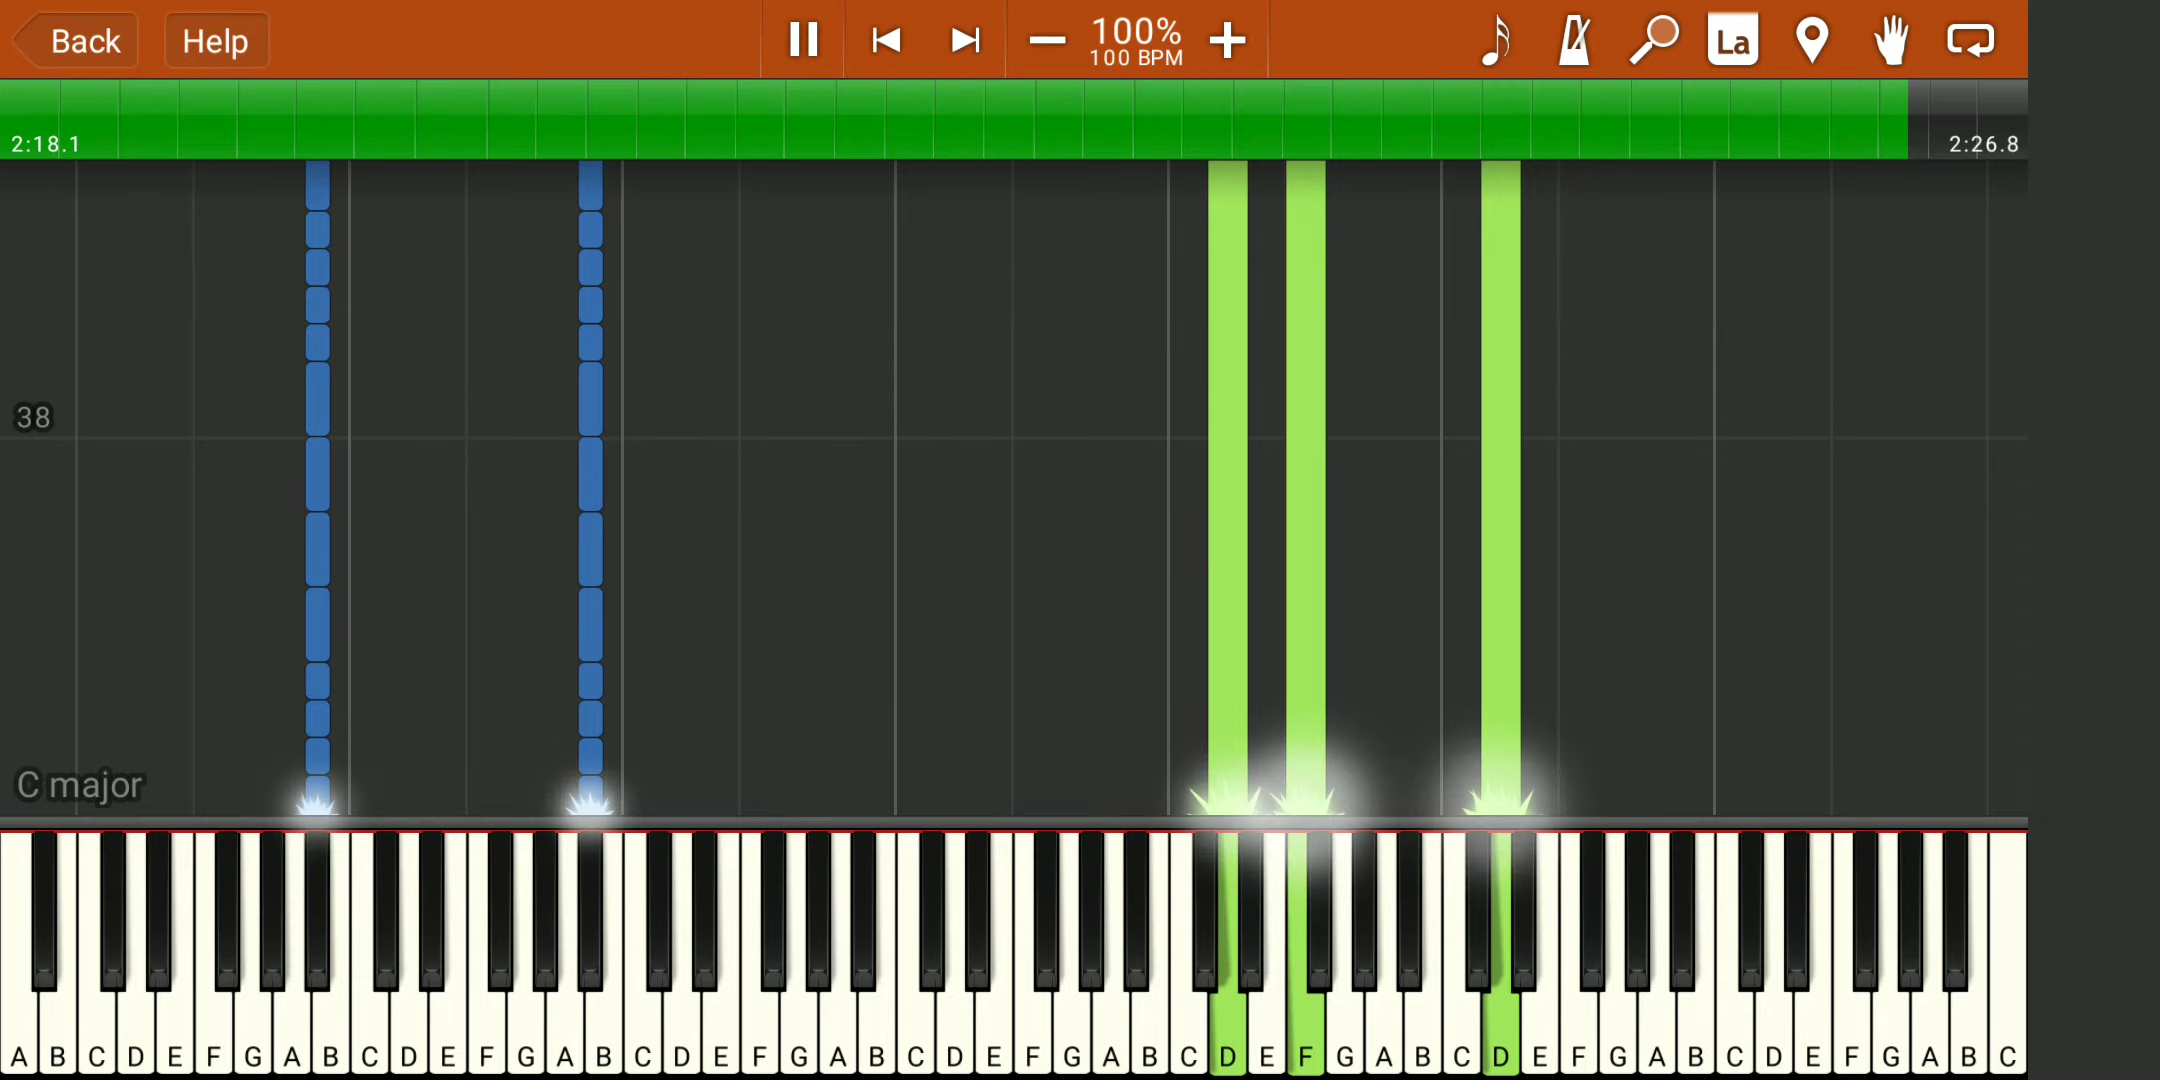 Back Help 100% La
100 BPM
2:18.1 2:26.8
38
C major
A B C D E F G A B C D E F G A B C D E F G A B C D E F G A B C D E F G A B C D E F G A B C D E F G A B C